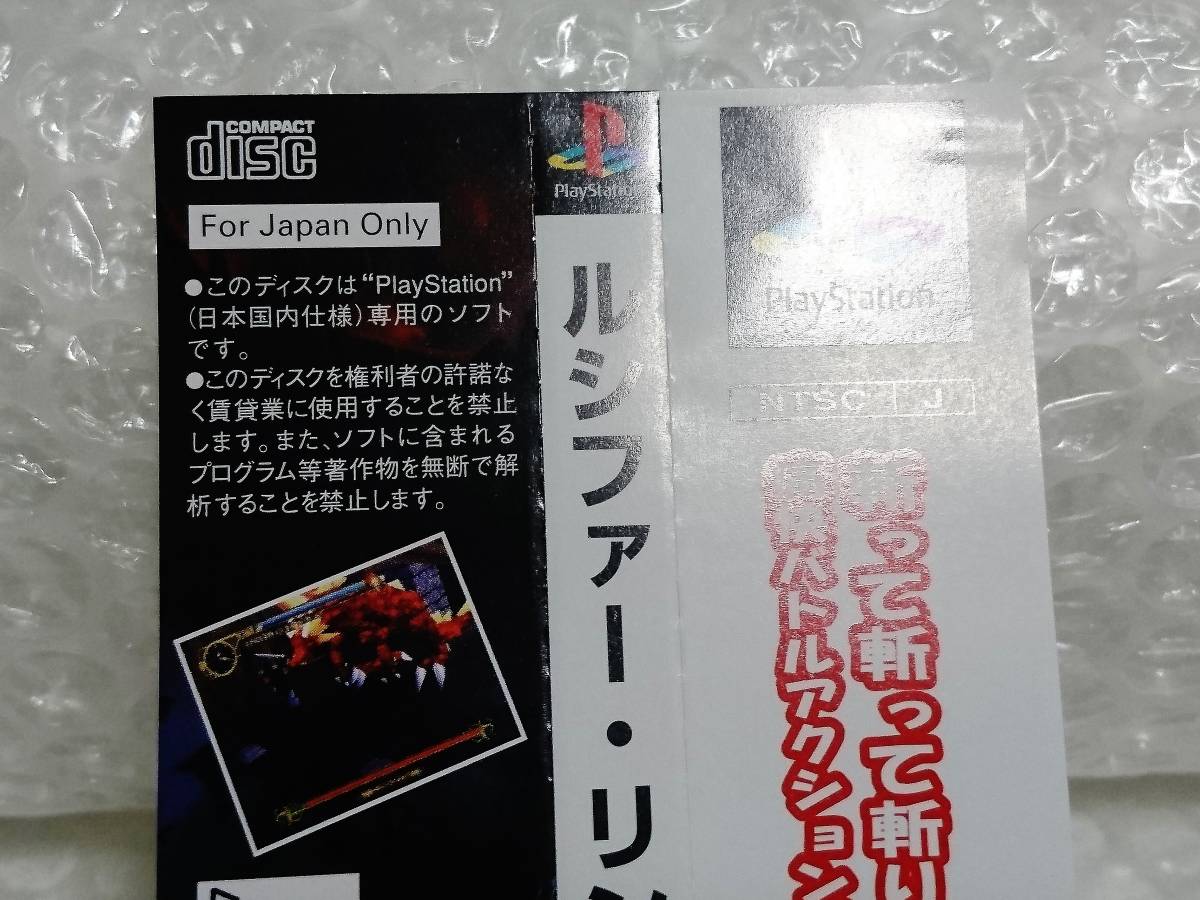 COMPACT
disc
For Japan Only
●このディスクは“PlayStation”
(日本国内仕様)専用のソフト
です。
●このディスクを権利者の許諾な
く賃貸業に使用することを禁止
します。また、ソフトに含まれる
プログラム等著作物を無断で解
析することを禁止します。
PlayStation
ルシファー・リン
PlayStation
NTSC J
斬って斬って斬り
バトルアクション